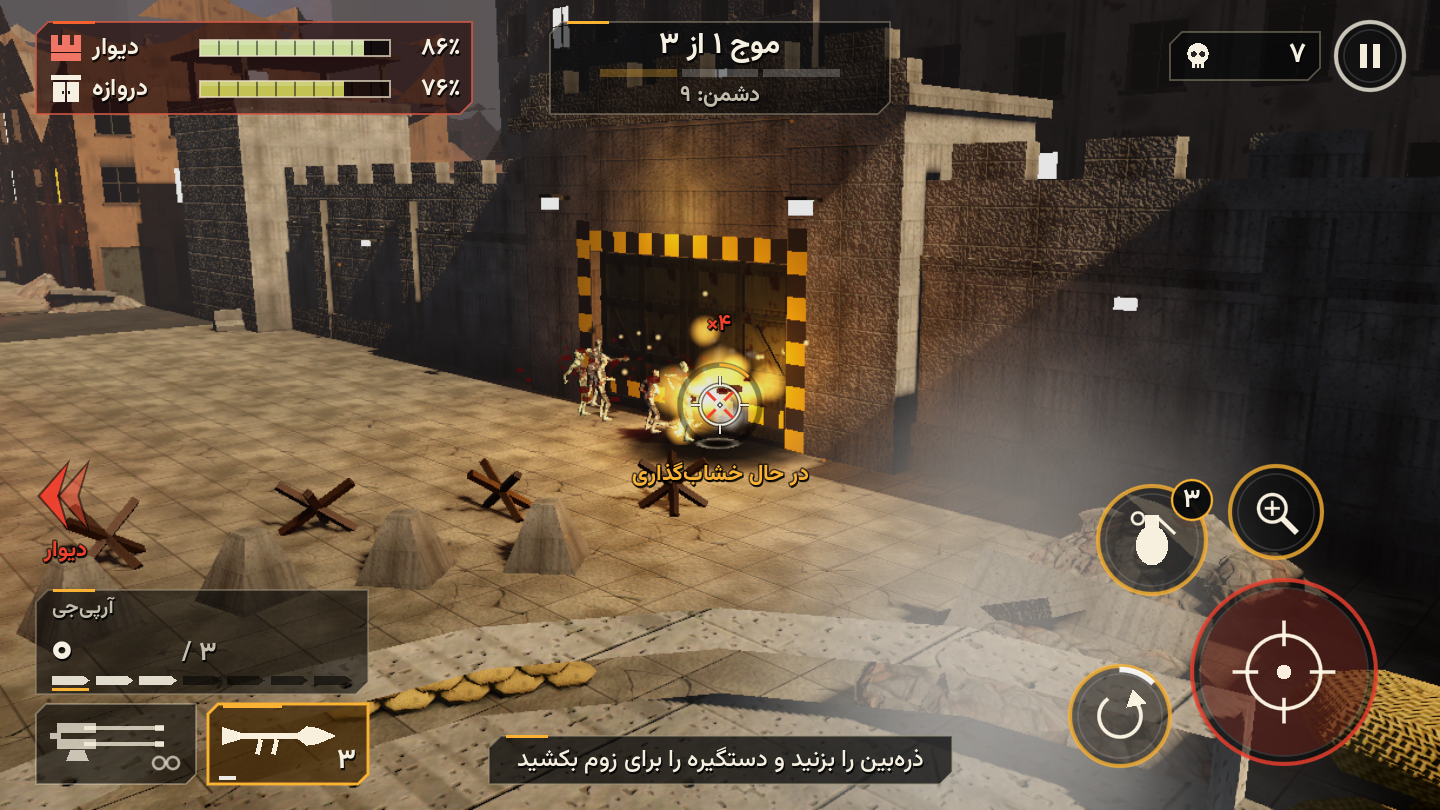 دیوار ۸۶٪
دروازه ۷۶٪
موج ۱ از ۳
دشمن: ۹
۷
×۴
در حال خشاب‌گذاری
دیوار
۳
آرپی‌جی
۰ / ۳
∞
۳
ذره‌بین را بزنید و دستگیره را برای زوم بکشید